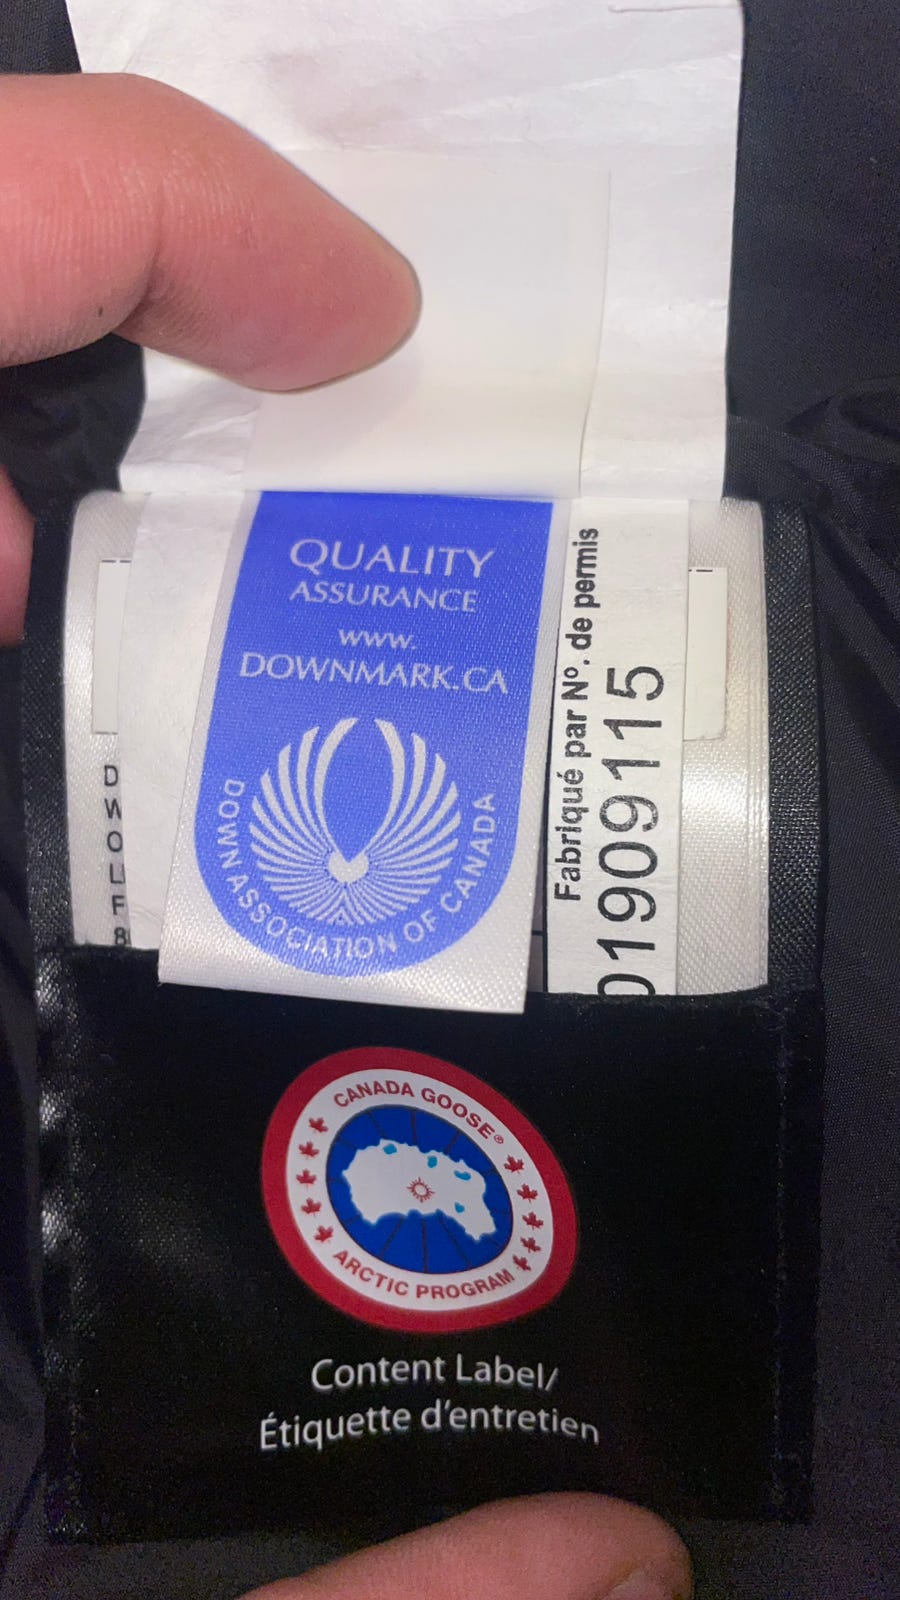 QUALITY
ASSURANCE
www.
DOWNMARK.CA
DOWN ASSOCIATION OF CANADA
Fabriqué par Nº. de permis
01909115
CANADA GOOSE®
ARCTIC PROGRAM
Content Label/
Étiquette d'entretien